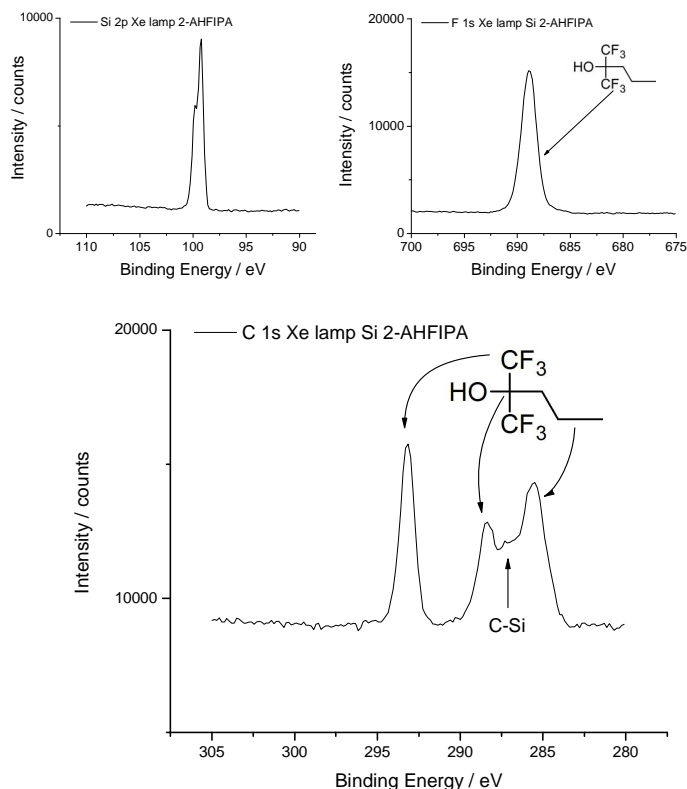 Si 2p Xe lamp 2-AHFIPA
10000
0
Intensity / counts
110 105 100 95 90
Binding Energy / eV
F 1s Xe lamp Si 2-AHFIPA
20000
10000
0
Intensity / counts
CF3
HO
CF3
700 695 690 685 680 675
Binding Energy / eV
C 1s Xe lamp Si 2-AHFIPA
20000
10000
Intensity / counts
CF3
HO
CF3
C-Si
305 300 295 290 285 280
Binding Energy / eV